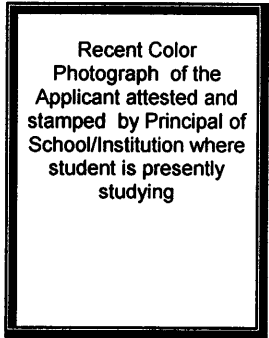 Recent Color
Photograph of the
Applicant attested and
stamped by Principal of
School/Institution where
student is presently
studying